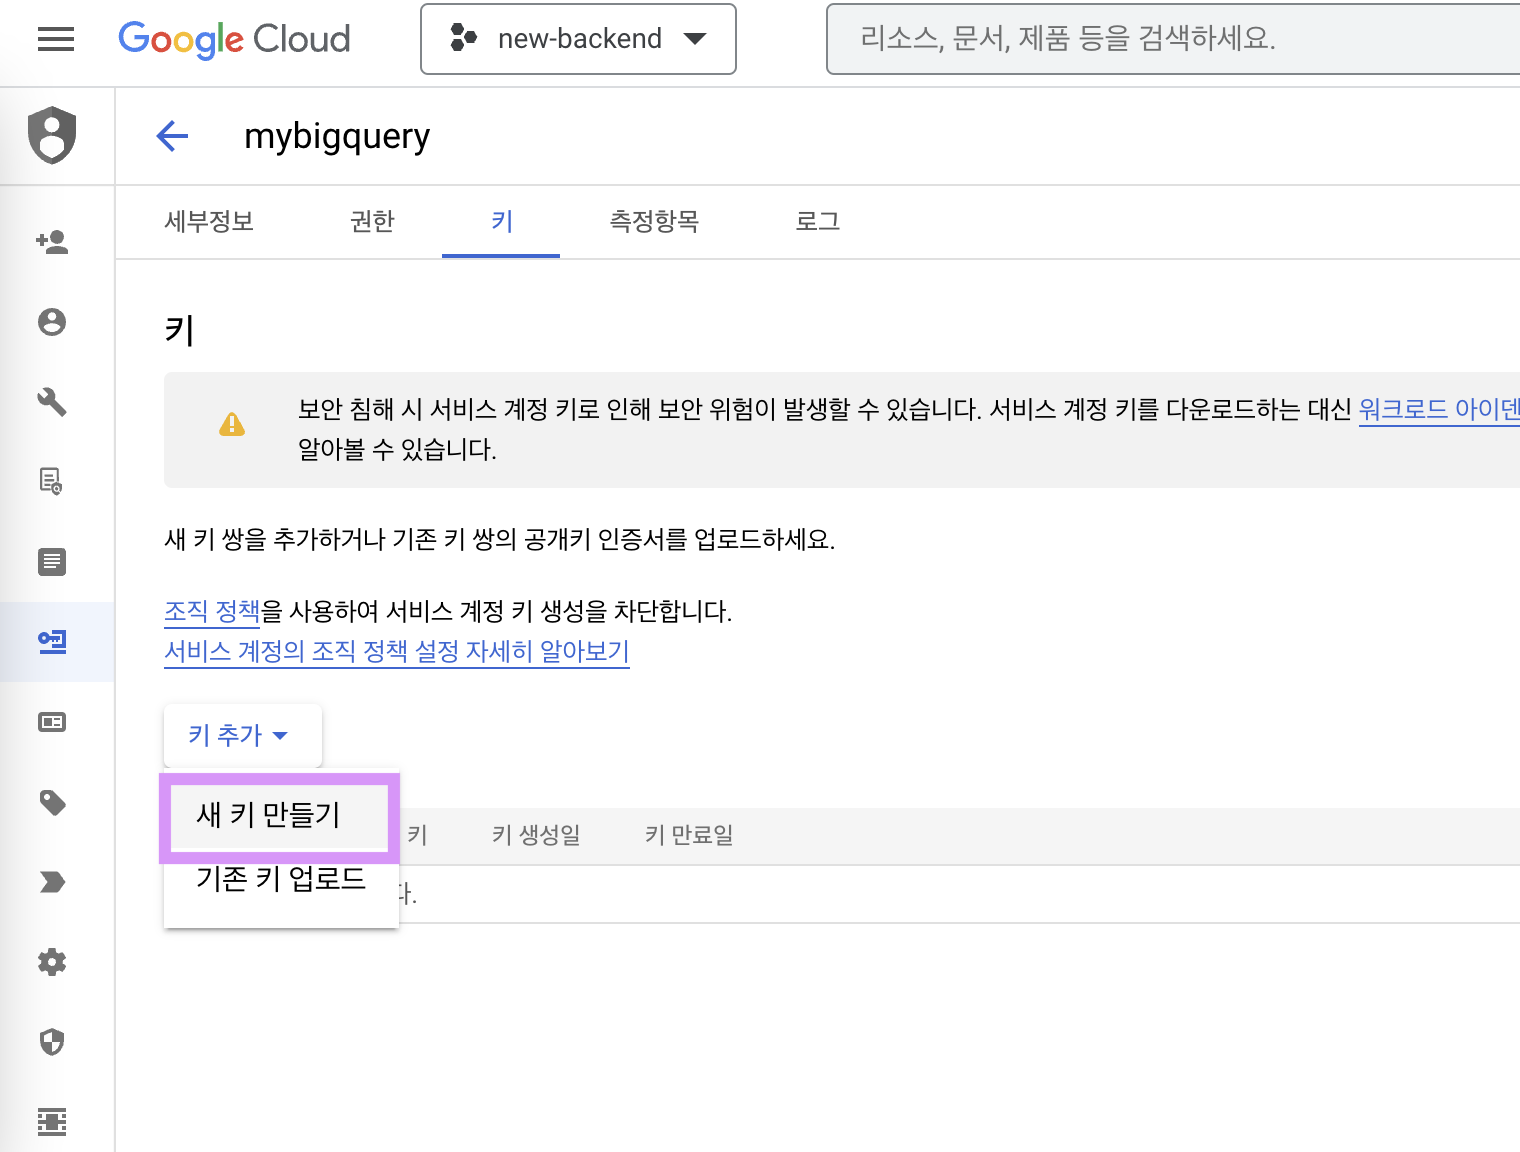 Google Cloud
new-backend
리소스, 문서, 제품 등을 검색하세요.
mybigquery
세부정보
권한
키
측정항목
로그
키
보안 침해 시 서비스 계정 키로 인해 보안 위험이 발생할 수 있습니다. 서비스 계정 키를 다운로드하는 대신 워크로드 아이덴
알아볼 수 있습니다.
새 키 쌍을 추가하거나 기존 키 쌍의 공개키 인증서를 업로드하세요.
조직 정책을 사용하여 서비스 계정 키 생성을 차단합니다.
서비스 계정의 조직 정책 설정 자세히 알아보기
키 추가
새 키 만들기
기존 키 업로드
키
키 생성일
키 만료일
다.